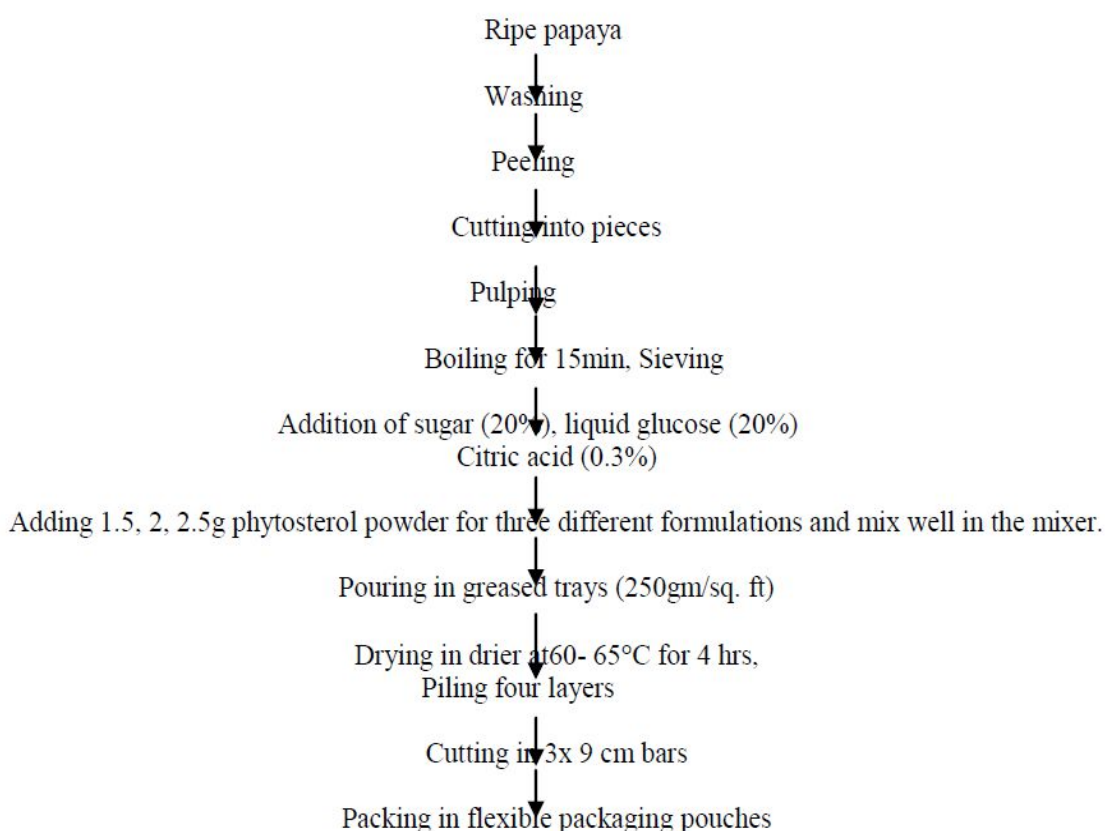 Ripe papaya
Washing
Peeling
Cutting into pieces
Pulping
Boiling for 15min, Sieving
Addition of sugar (20%), liquid glucose (20%)
Citric acid (0.3%)
Adding 1.5, 2, 2.5g phytosterol powder for three different formulations and mix well in the mixer.
Pouring in greased trays (250gm/sq. ft)
Drying in drier at60- 65°C for 4 hrs,
Piling four layers
Cutting in 3x 9 cm bars
Packing in flexible packaging pouches